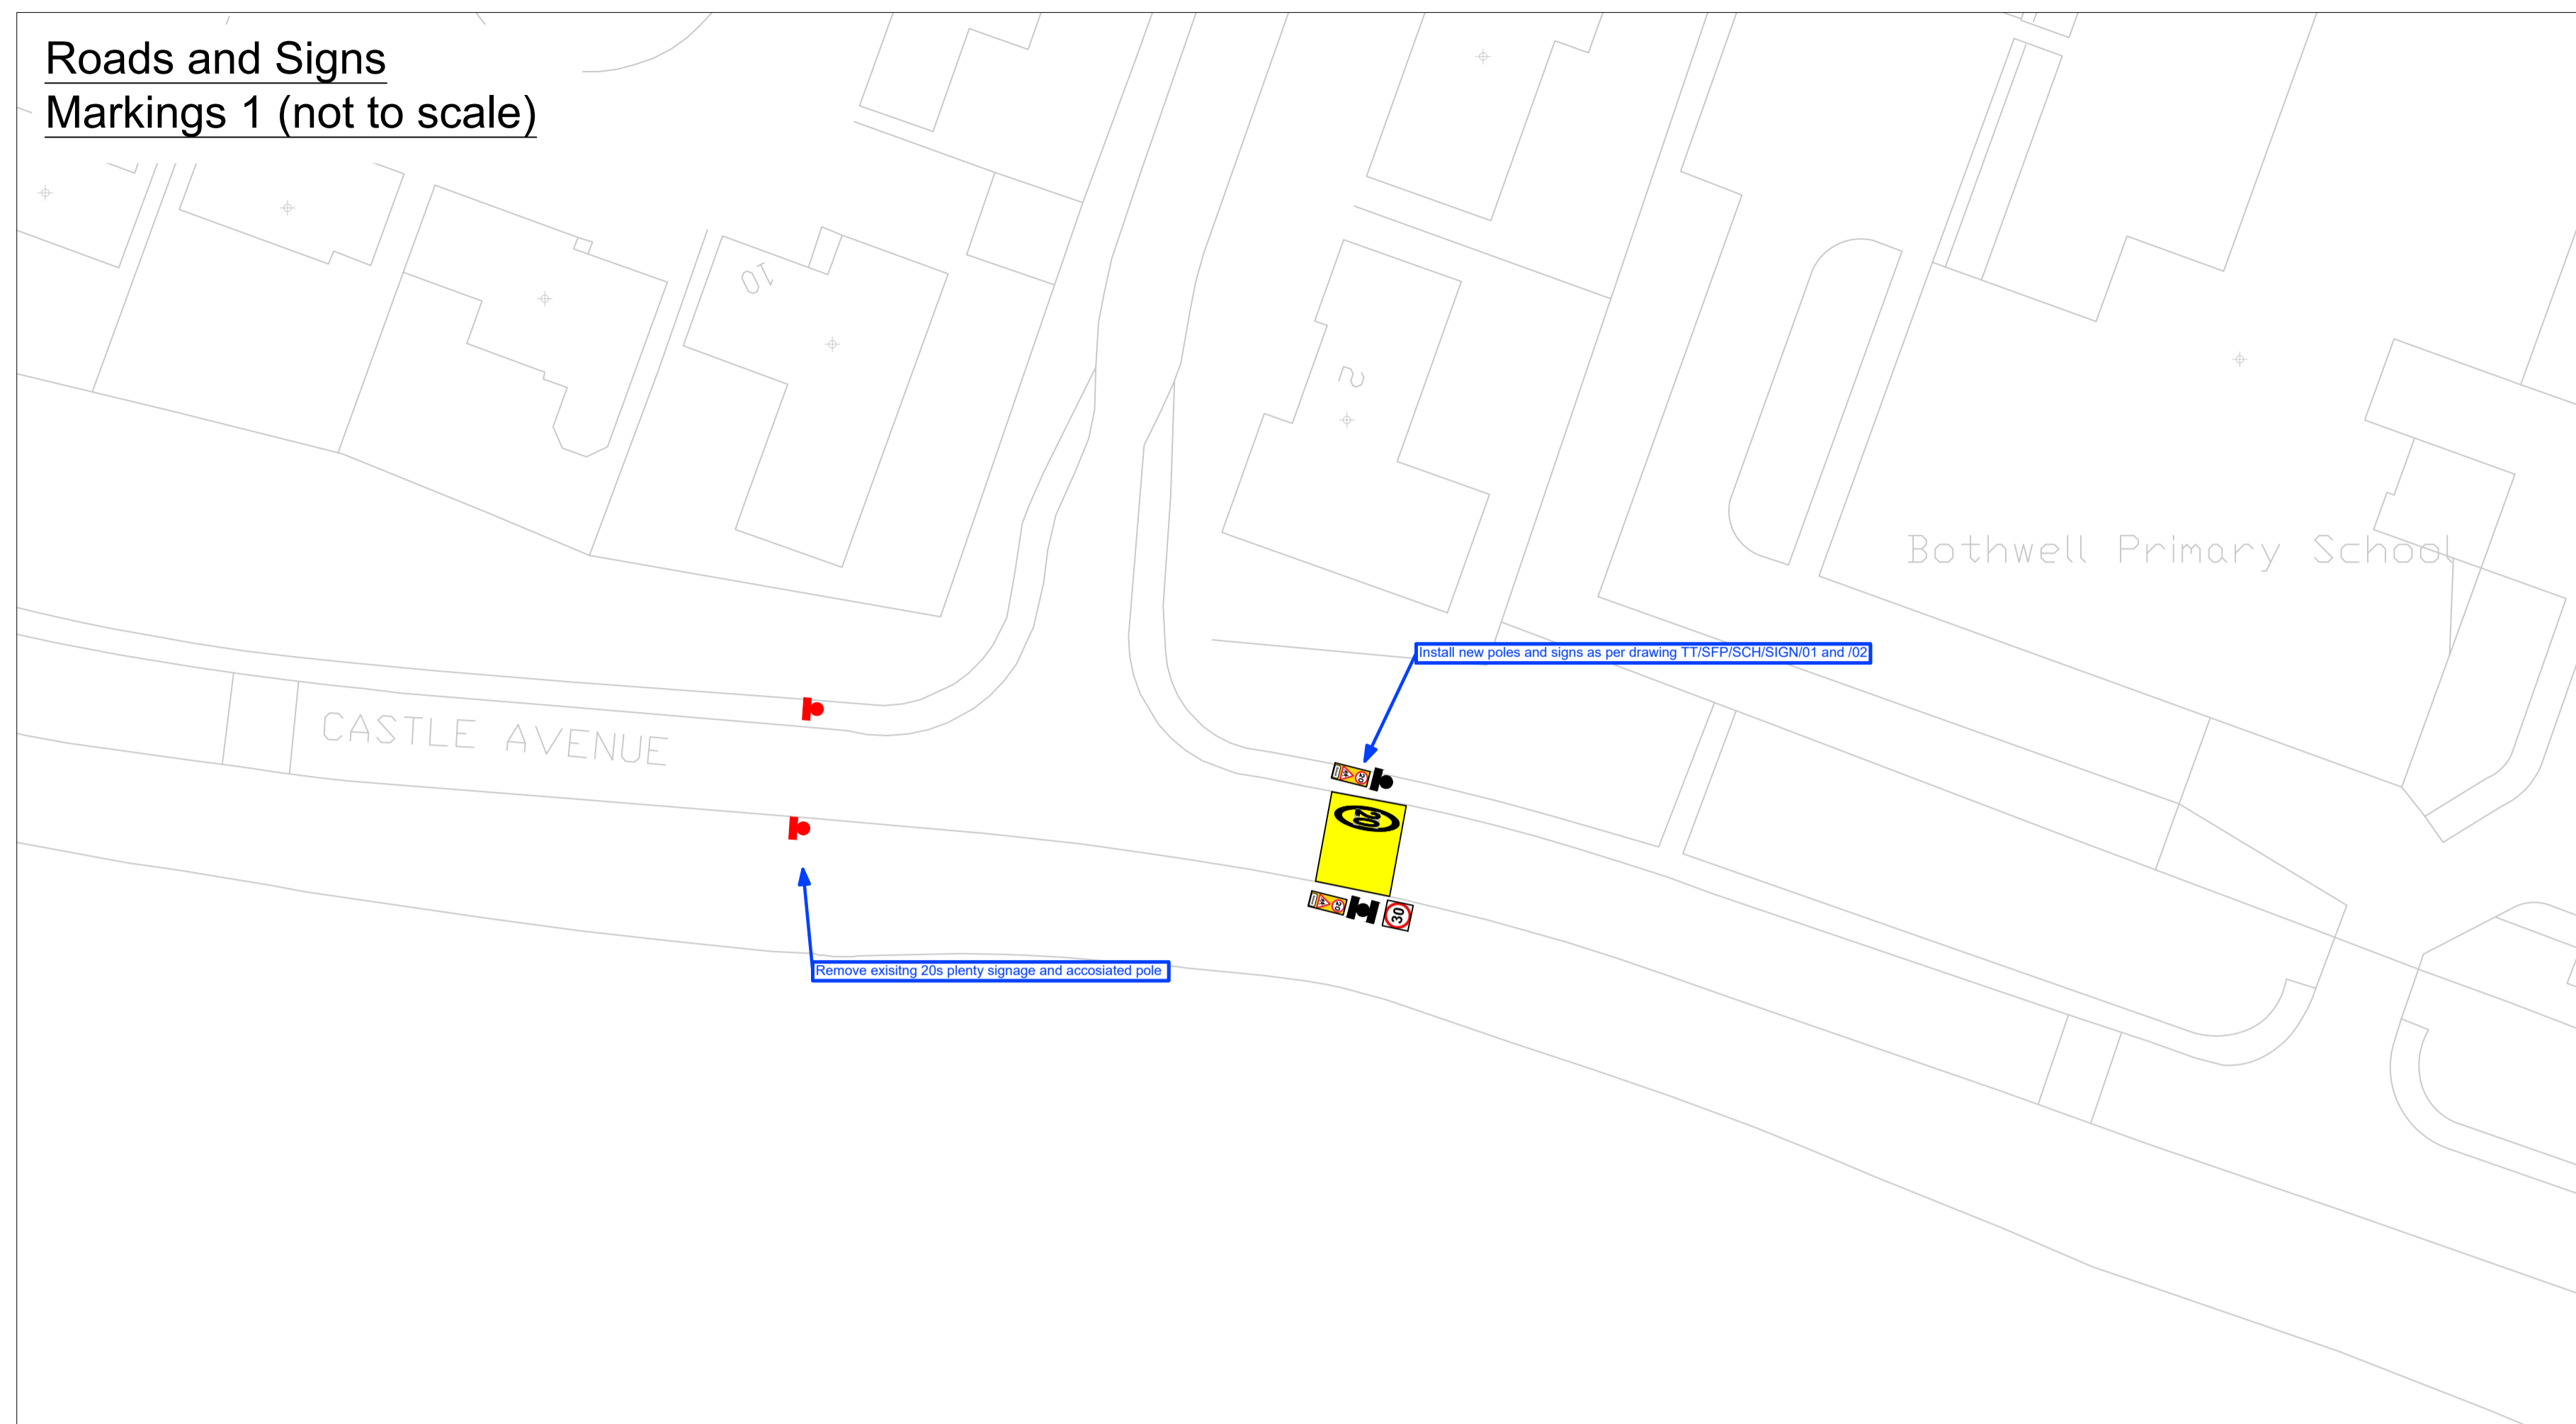 Roads and Signs
Markings 1 (not to scale)
10
2
Bothwell Primary School
Install new poles and signs as per drawing TT/SFP/SCH/SIGN/01 and /02
CASTLE AVENUE
20
20
20
30
Remove exisitng 20s plenty signage and accosiated pole